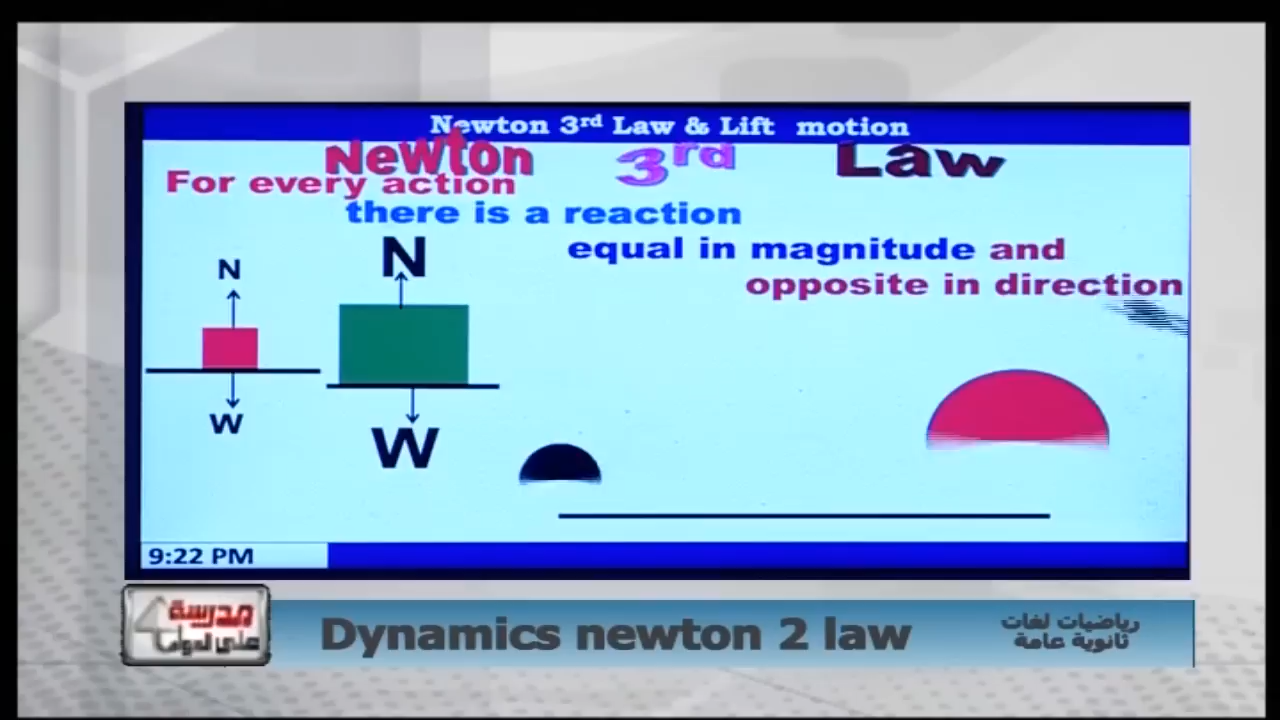 Newton 3rd Law & Lift motion
Newton 3rd Law
For every action
there is a reaction
equal in magnitude and
opposite in direction
N
N
W
W
9:22 PM
مدرسة
على الهواء
4
Dynamics newton 2 law
رياضيات لغات
ثانوية عامة